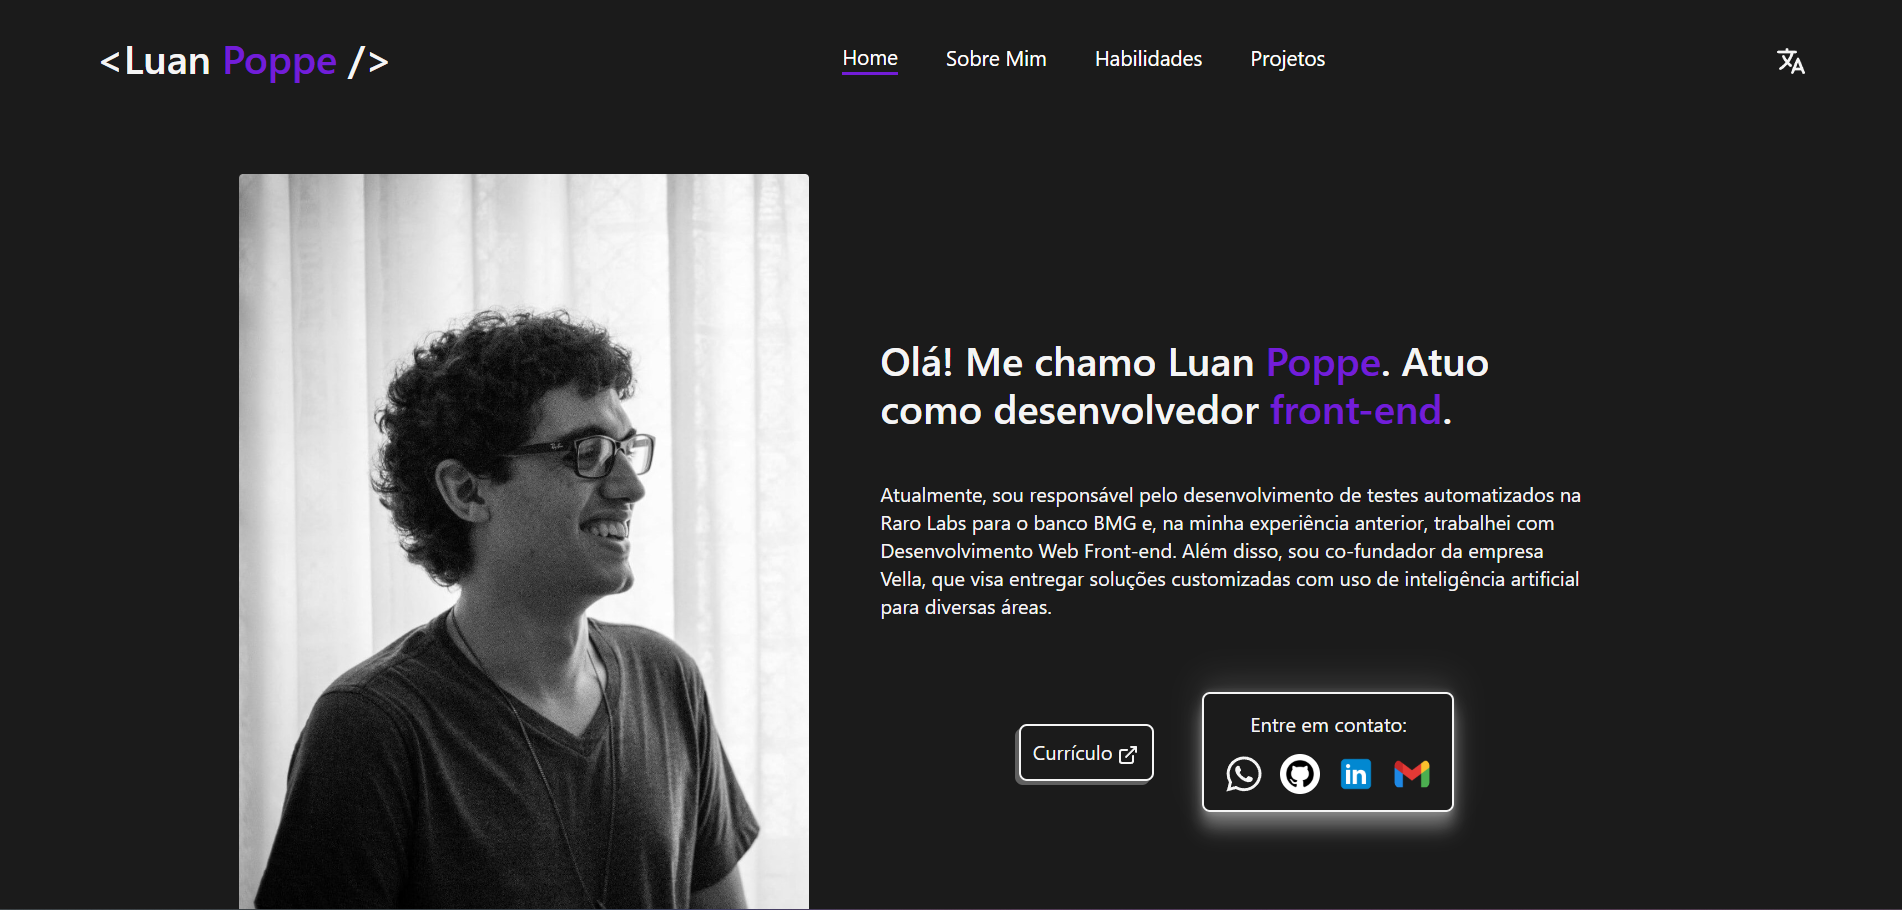 <Luan Poppe />
Home Sobre Mim Habilidades Projetos
Olá! Me chamo Luan Poppe. Atuo
como desenvolvedor front-end.
Atualmente, sou responsável pelo desenvolvimento de testes automatizados na
Raro Labs para o banco BMG e, na minha experiência anterior, trabalhei com
Desenvolvimento Web Front-end. Além disso, sou co-fundador da empresa
Vella, que visa entregar soluções customizadas com uso de inteligência artificial
para diversas áreas.
Currículo
Entre em contato:
in